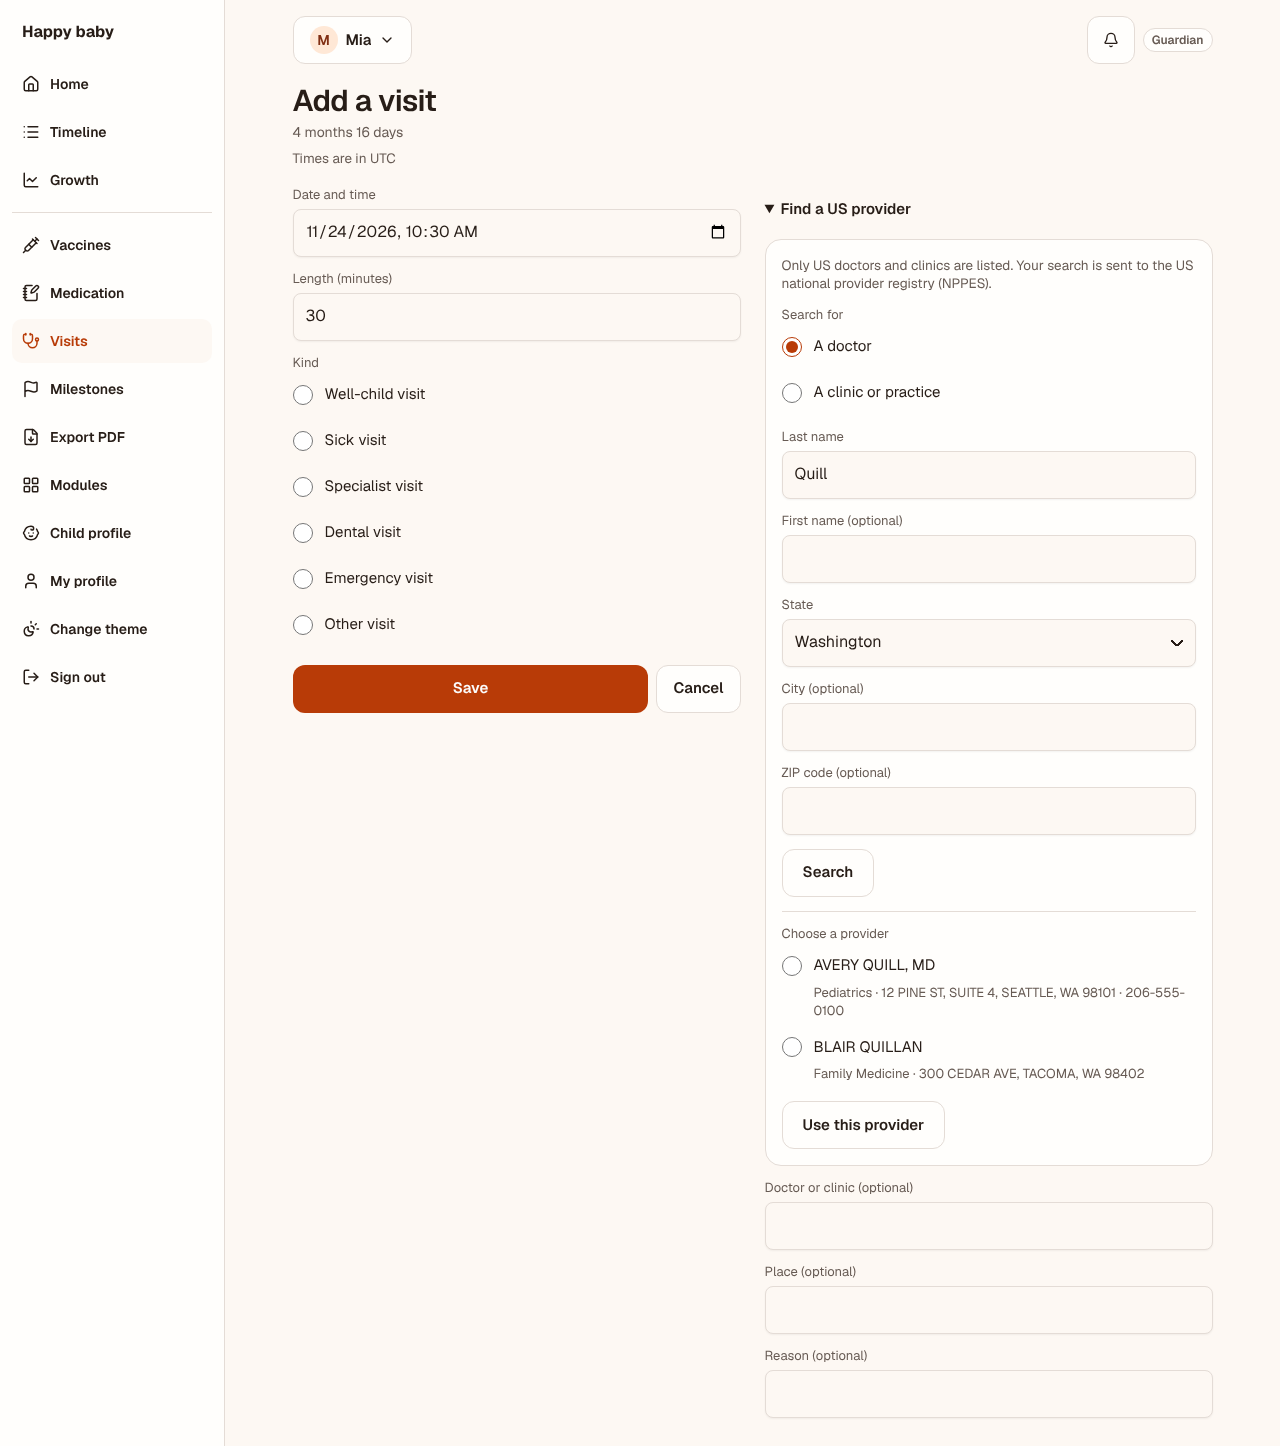 Happy baby
Home
Timeline
Growth
Vaccines
Medication
Visits
Milestones
Export PDF
Modules
Child profile
My profile
Change theme
Sign out
M Mia
Guardian
Add a visit
4 months 16 days
Times are in UTC
Date and time
11/24/2026, 10:30 AM
Length (minutes)
30
Kind
Well-child visit
Sick visit
Specialist visit
Dental visit
Emergency visit
Other visit
Save Cancel
Find a US provider
Only US doctors and clinics are listed. Your search is sent to the US
national provider registry (NPPES).
Search for
A doctor
A clinic or practice
Last name
Quill
First name (optional)
State
Washington
City (optional)
ZIP code (optional)
Search
Choose a provider
AVERY QUILL, MD
Pediatrics · 12 PINE ST, SUITE 4, SEATTLE, WA 98101 · 206-555-
0100
BLAIR QUILLAN
Family Medicine · 300 CEDAR AVE, TACOMA, WA 98402
Use this provider
Doctor or clinic (optional)
Place (optional)
Reason (optional)